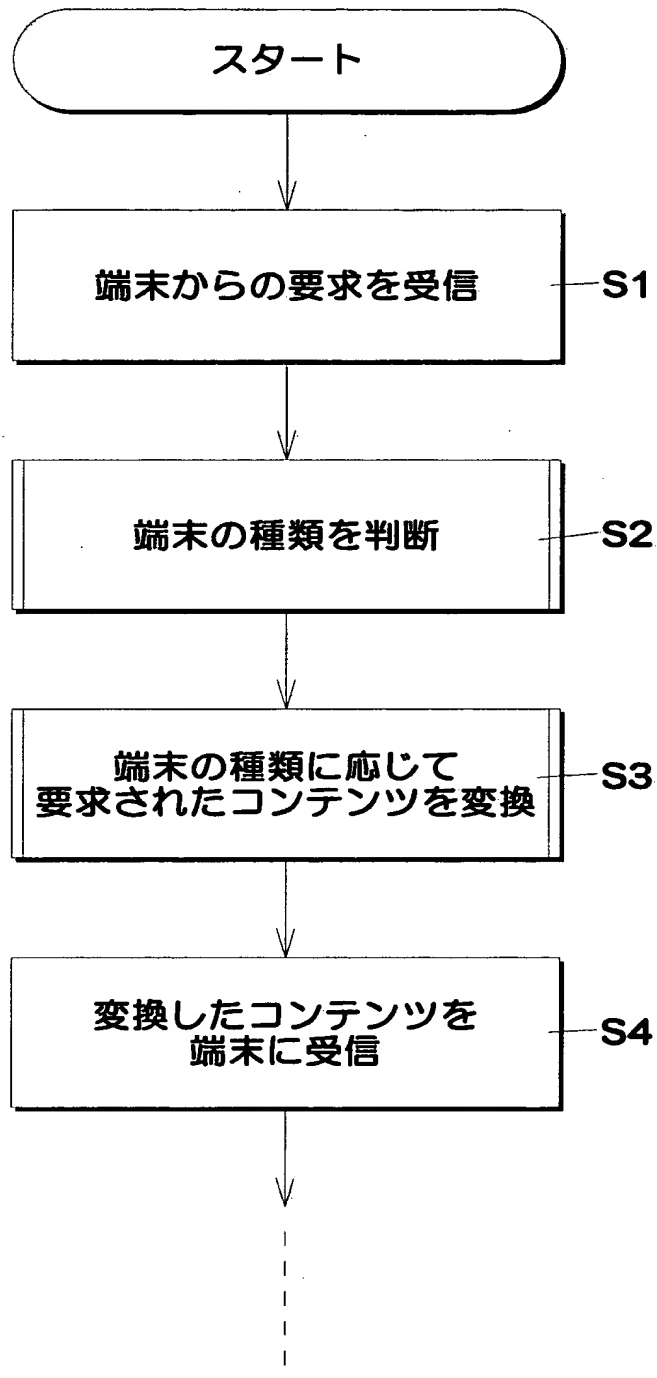 スタート
端末からの要求を受信
S1
端末の種類を判断
S2
端末の種類に応じて
要求されたコンテンツを変換
S3
変換したコンテンツを
端末に受信
S4